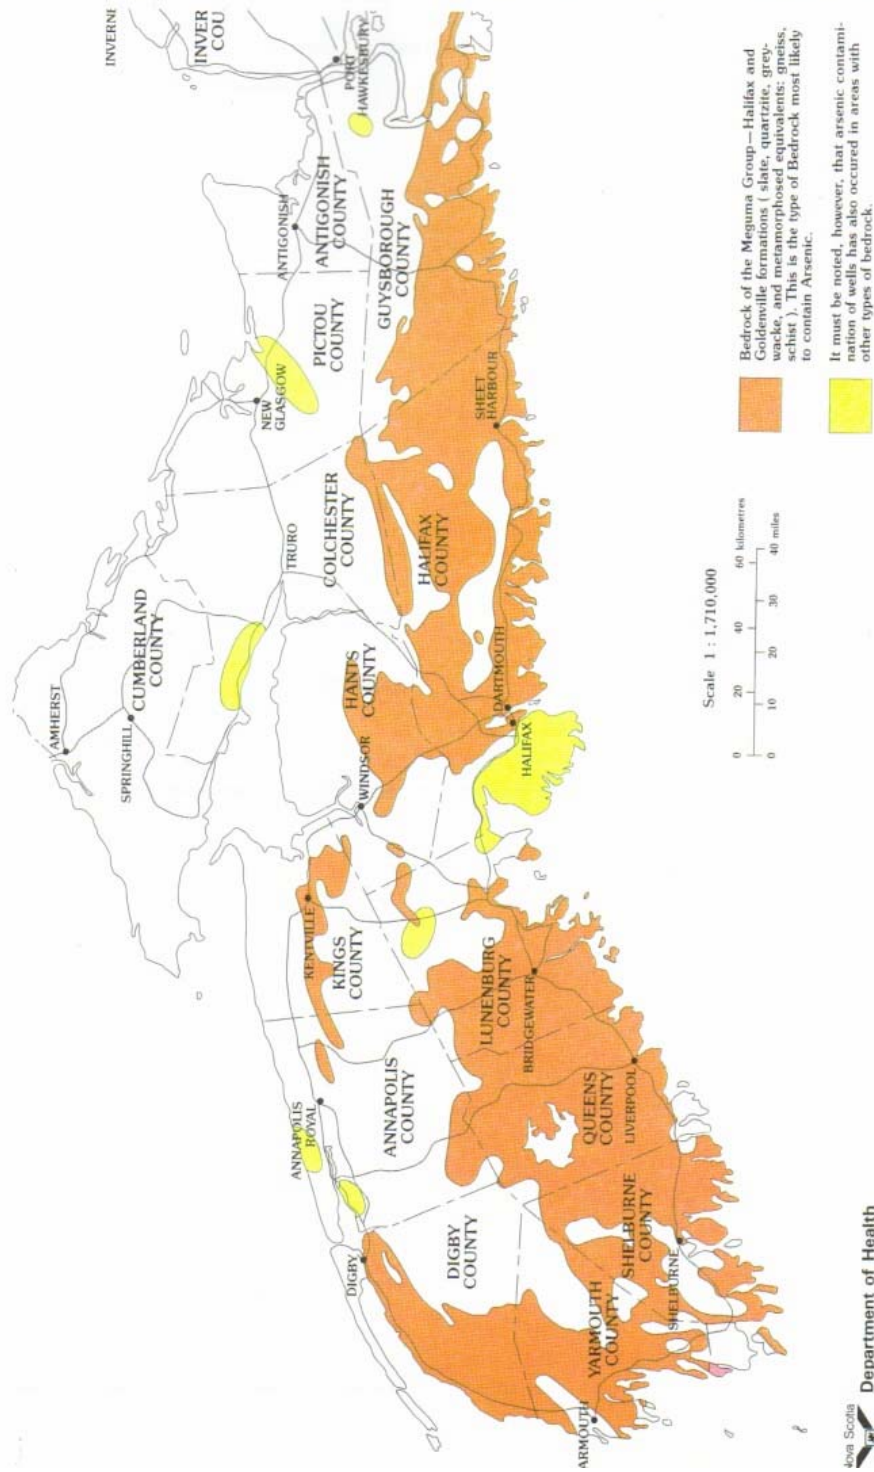 INVERNE
INVER
COU
PORT
HAWKESBURY
ANTIGONISH
ANTIGONISH
COUNTY
GUYSBOROUGH
COUNTY
PICTOU
COUNTY
NEW
GLASGOW
SHEET
HARBOUR
COLCHESTER
COUNTY
TRURO
HALIFAX
COUNTY
CUMBERLAND
COUNTY
AMHERST
SPRINGHILL
HANTS
COUNTY
DARTMOUTH
HALIFAX
WINDSOR
KENTVILLE
KINGS
COUNTY
LUNENBURG
COUNTY
BRIDGEWATER
ANNAPOLIS
ROYAL
ANNAPOLIS
COUNTY
QUEENS
COUNTY
LIVERPOOL
DIGBY
DIGBY
COUNTY
SHELBURNE
COUNTY
SHELBURNE
YARMOUTH
COUNTY
ARMOUTH
Scale 1 : 1,710,000
0 20 40 60 kilometres
0 10 20 30 40 miles
Bedrock of the Meguma Group—Halifax and
Goldenville formations ( slate, quartzite, grey-
wacke, and metamorphosed equivalents: gneiss,
schist ). This is the type of Bedrock most likely
to contain Arsenic.
It must be noted, however, that arsenic contami-
nation of wells has also occured in areas with
other types of bedrock.
Nova Scotia
Department of Health